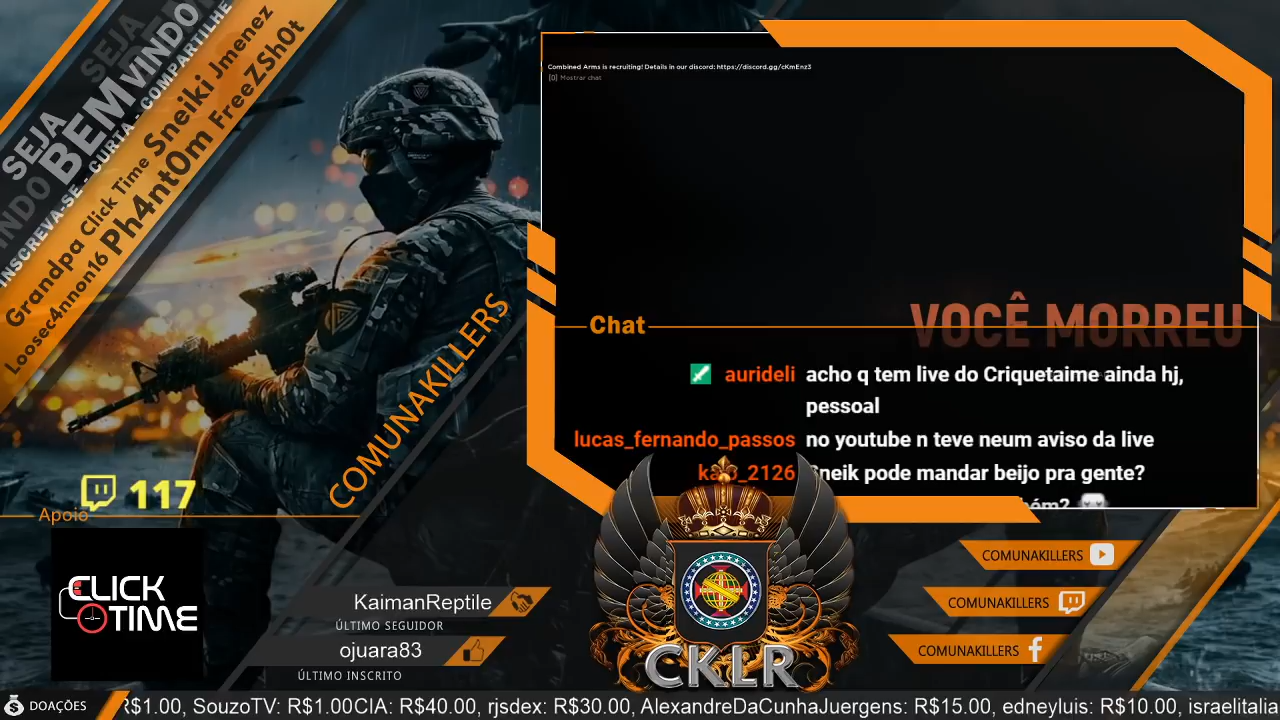 SEJA
SEJA
BEM VINDO
INDO
INSCREVA-SE - CURTA - COMPARTILHE
Grandpa Click Time Sneiki Jmenez
Loosec4nnon16 Ph4nt0m FreeZSh0t
COMUNAKILLERS
Combined Arms is recruiting! Details in our discord: https://discord.gg/cKmEnz3
[0] Mostrar chat
VOCÊ MORREU
Chat
aurideli acho q tem live do Criquetaime ainda hj,
pessoal
lucas_fernando_passos no youtube n teve neum aviso da live
pode mandar beijo pra gente?
117
Apoio
CLICK
TIME
KaimanReptile
ÚLTIMO SEGUIDOR
ojuara83
ÚLTIMO INSCRITO
CKLR
COMUNAKILLERS
COMUNAKILLERS
COMUNAKILLERS
DOAÇÕES
$1.00, SouzoTV: R$1.00CIA: R$40.00, rjsdex: R$30.00, AlexandreDaCunhaJuergens: R$15.00, edneyluis: R$10.00, israelitalia